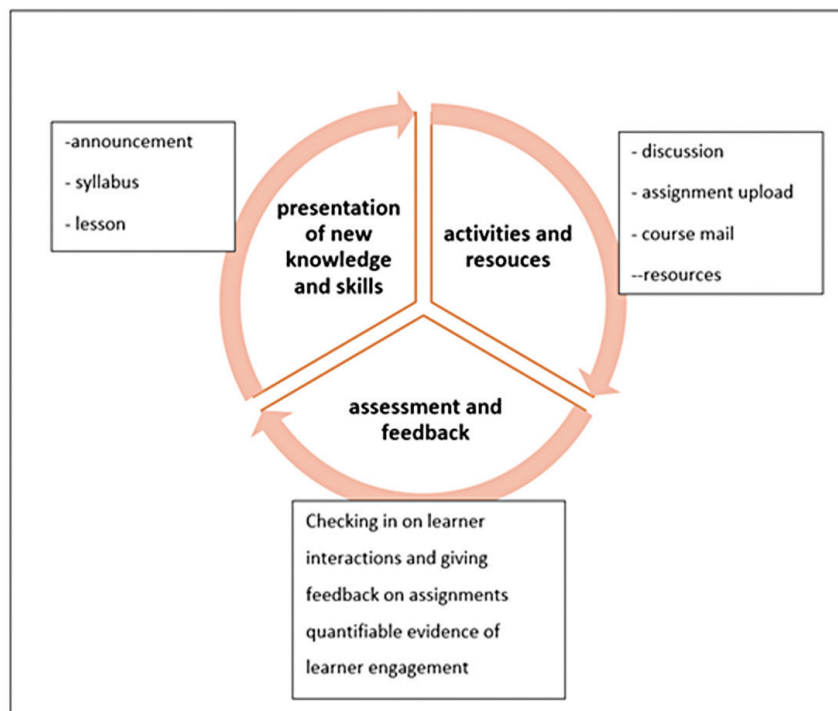 -announcement
- syllabus
- lesson
presentation
of new
knowledge
and skills
activities and
resouces
- discussion
- assignment upload
- course mail
--resources
assessment and
feedback
Checking in on learner
interactions and giving
feedback on assignments
quantifiable evidence of
learner engagement